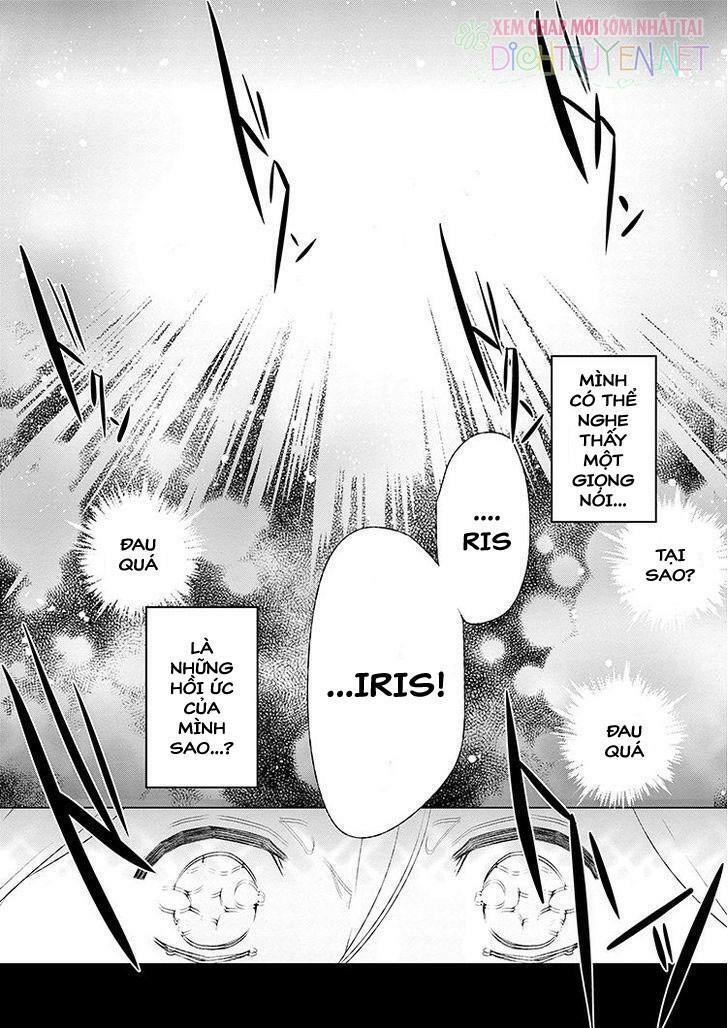 XEM CHAP MỚI SỚM NHẤT TẠI
DICHTRUYEN.NET
MÌNH
CÓ THỂ
NGHE
THẤY
MỘT
GIỌNG
NÓI...
TẠI
SAO?
....
RIS
...IRIS!
ĐAU
QUÁ
LÀ
NHỮNG
HỒI ỨC
CỦA
MÌNH
SAO...?
ĐAU
QUÁ